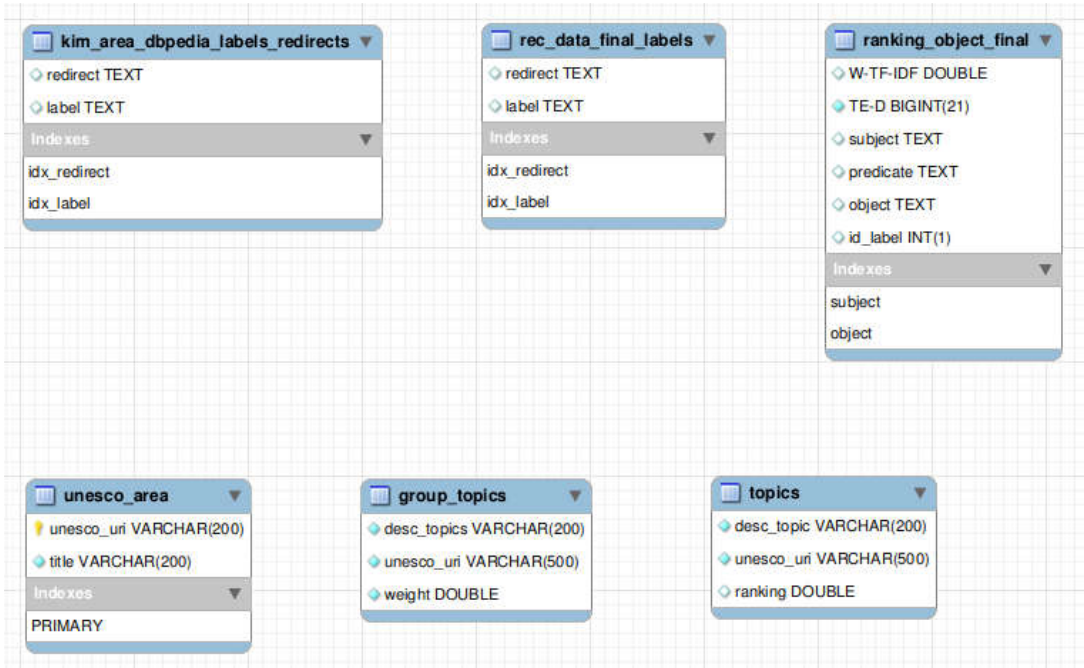 kim_area_dbpedia_labels_redirects
redirect TEXT
label TEXT
Indexes
idx_redirect
idx_label
rec_data_final_labels
redirect TEXT
label TEXT
Indexes
idx_redirect
idx_label
ranking_object_final
W-TF-IDF DOUBLE
TE-D BIGINT(21)
subject TEXT
predicate TEXT
object TEXT
id_label INT(1)
Indexes
subject
object
unesco_area
unesco_uri VARCHAR(200)
title VARCHAR(200)
Indexes
PRIMARY
group_topics
desc_topics VARCHAR(200)
unesco_uri VARCHAR(500)
weight DOUBLE
topics
desc_topic VARCHAR(200)
unesco_uri VARCHAR(500)
ranking DOUBLE